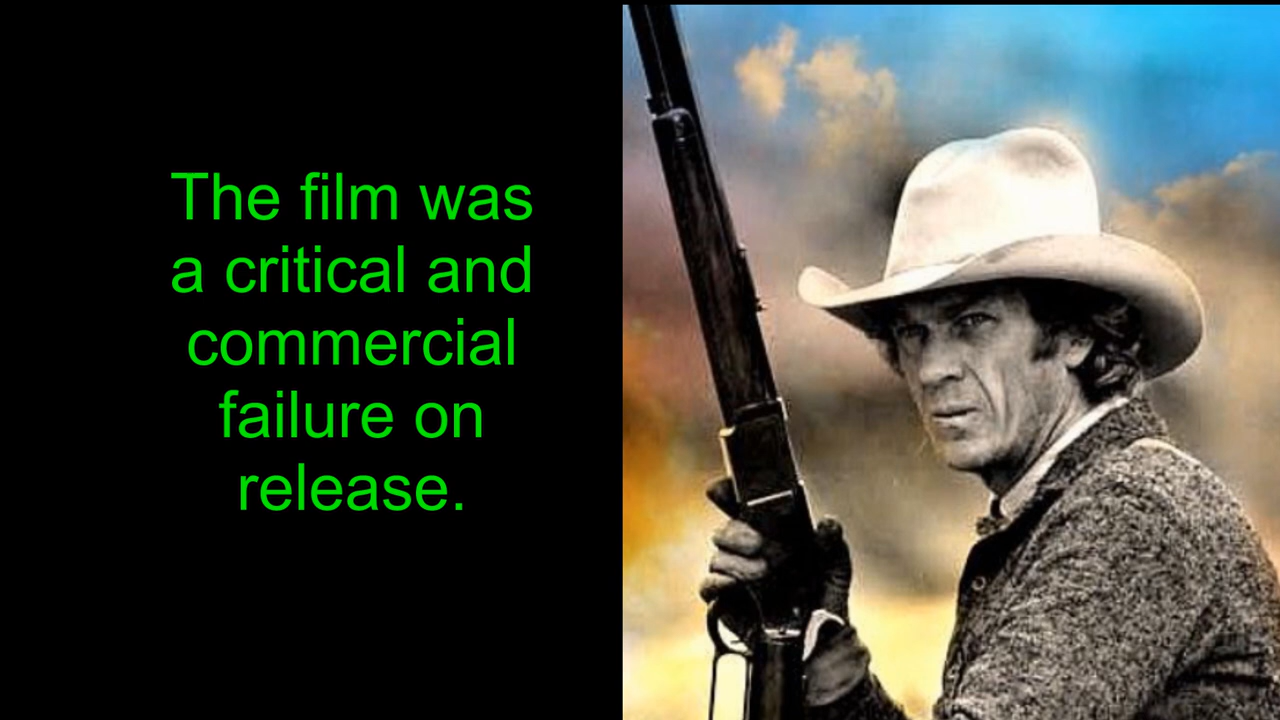 The film was
a critical and
commercial
failure on
release.